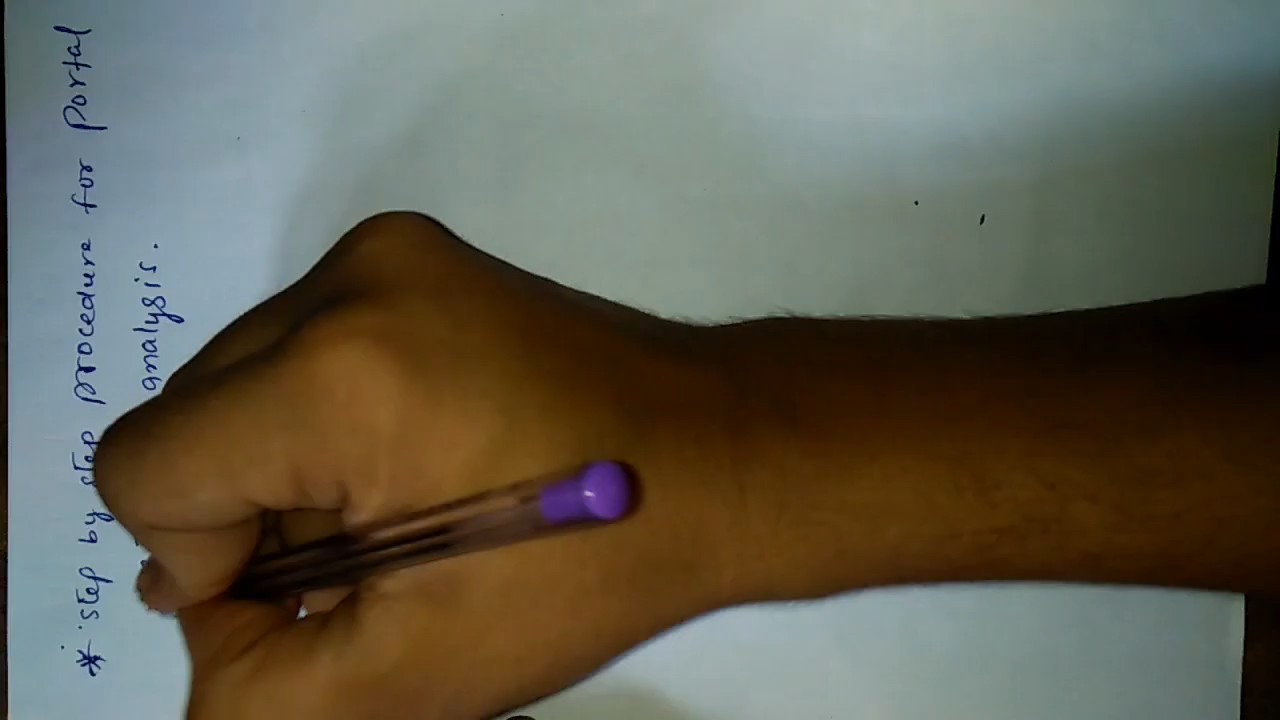 * step by step procedure for portal
analysis.